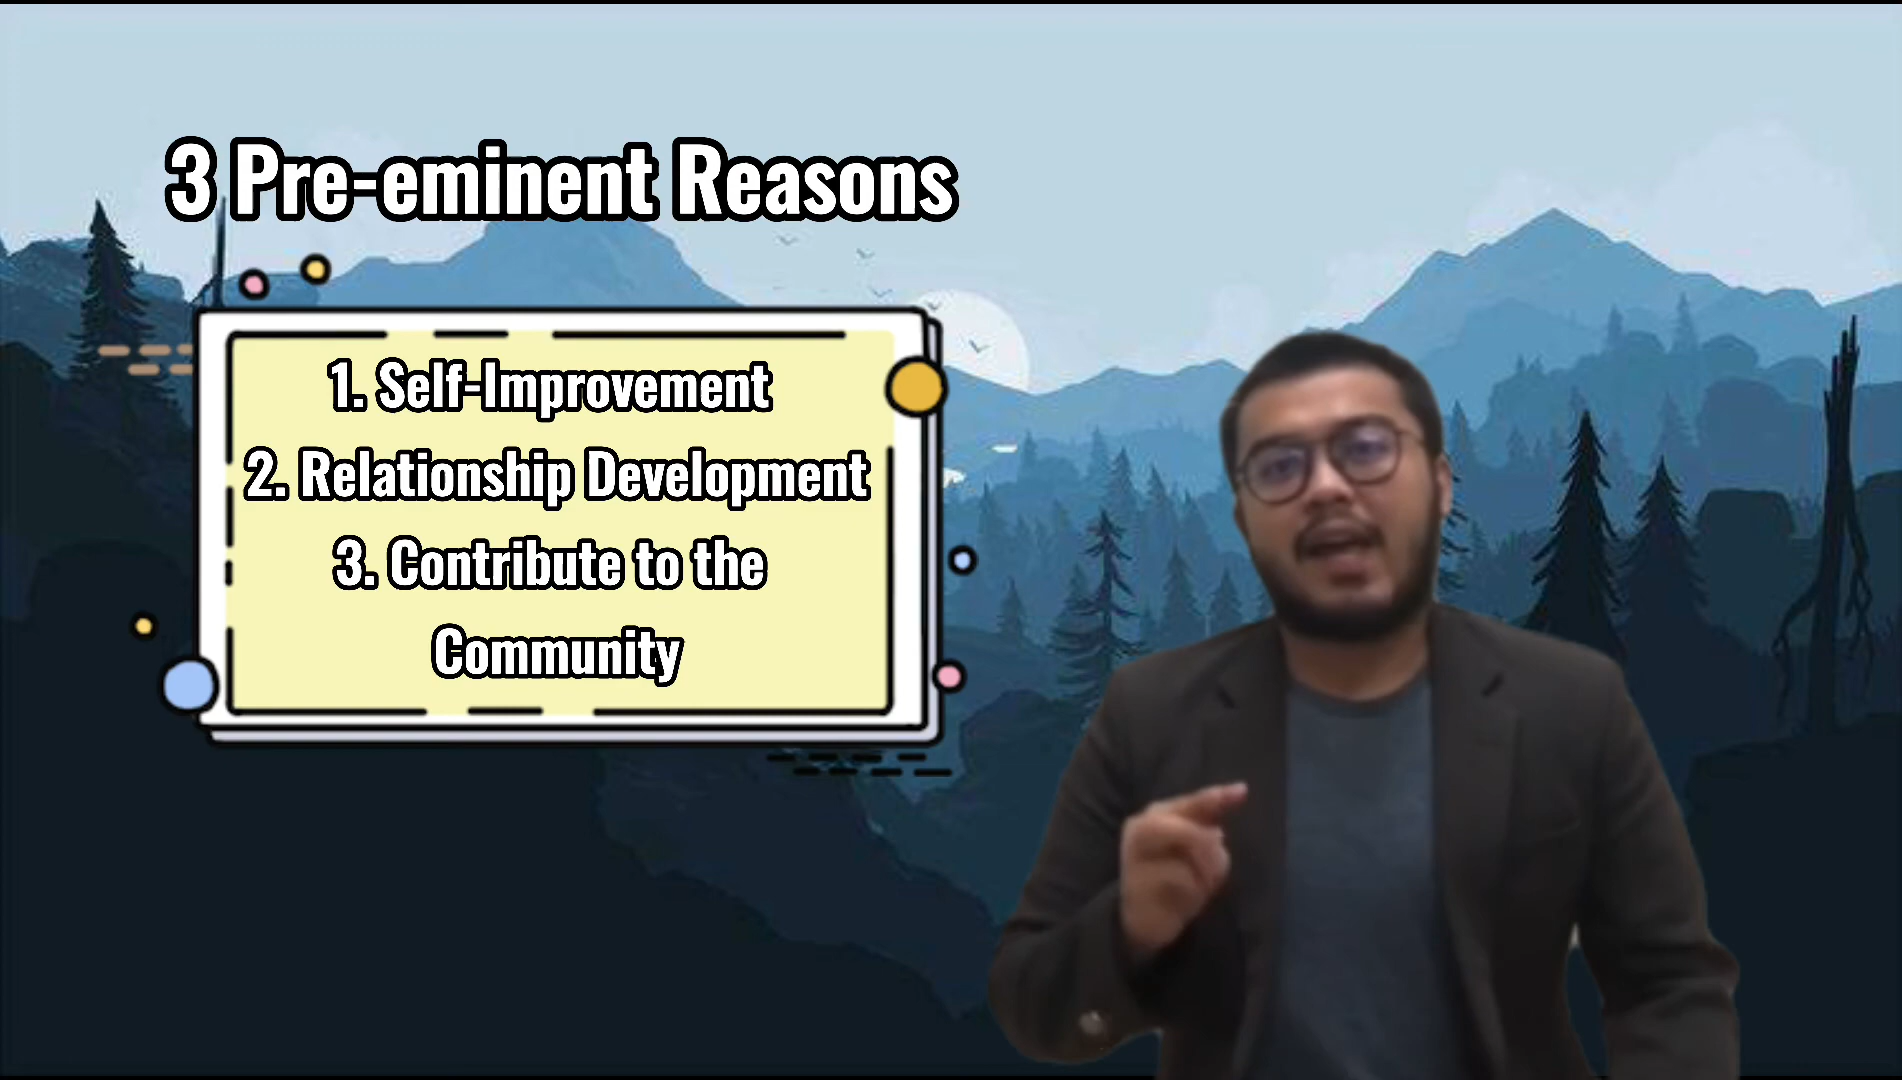 3 Pre-eminent Reasons
1. Self-Improvement
2. Relationship Development
3. Contribute to the
Community